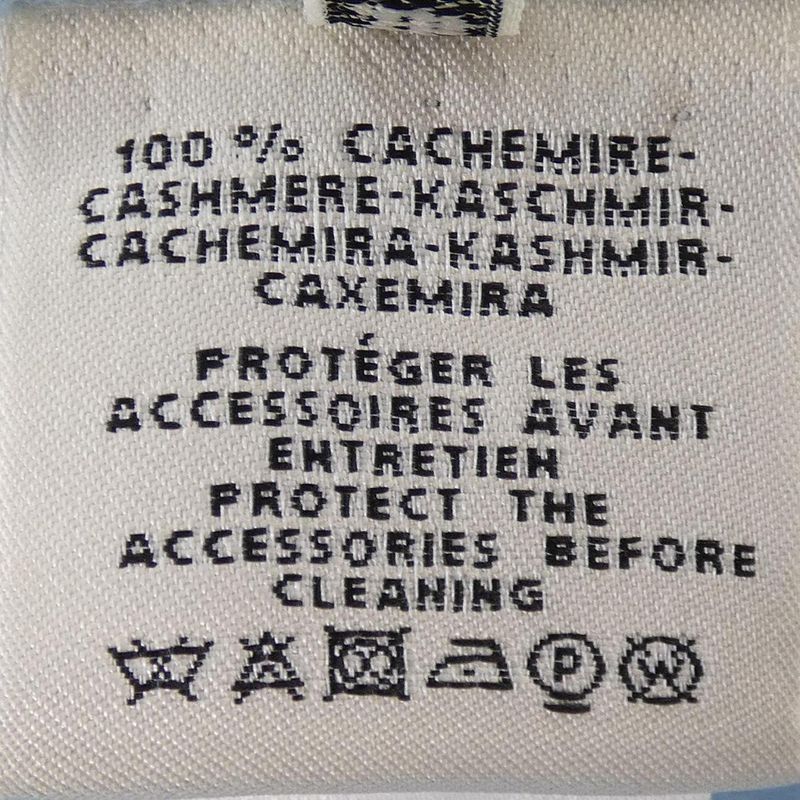 100 % CACHEMIRE-
CASHMERE-KASCHMIR-
CACHEMIRA-KASHMIR-
CAXEMIRA
PROTÉGER LES
ACCESSOIRES AVANT
ENTRETIEN
PROTECT THE
ACCESSORIES BEFORE
CLEANING
P W